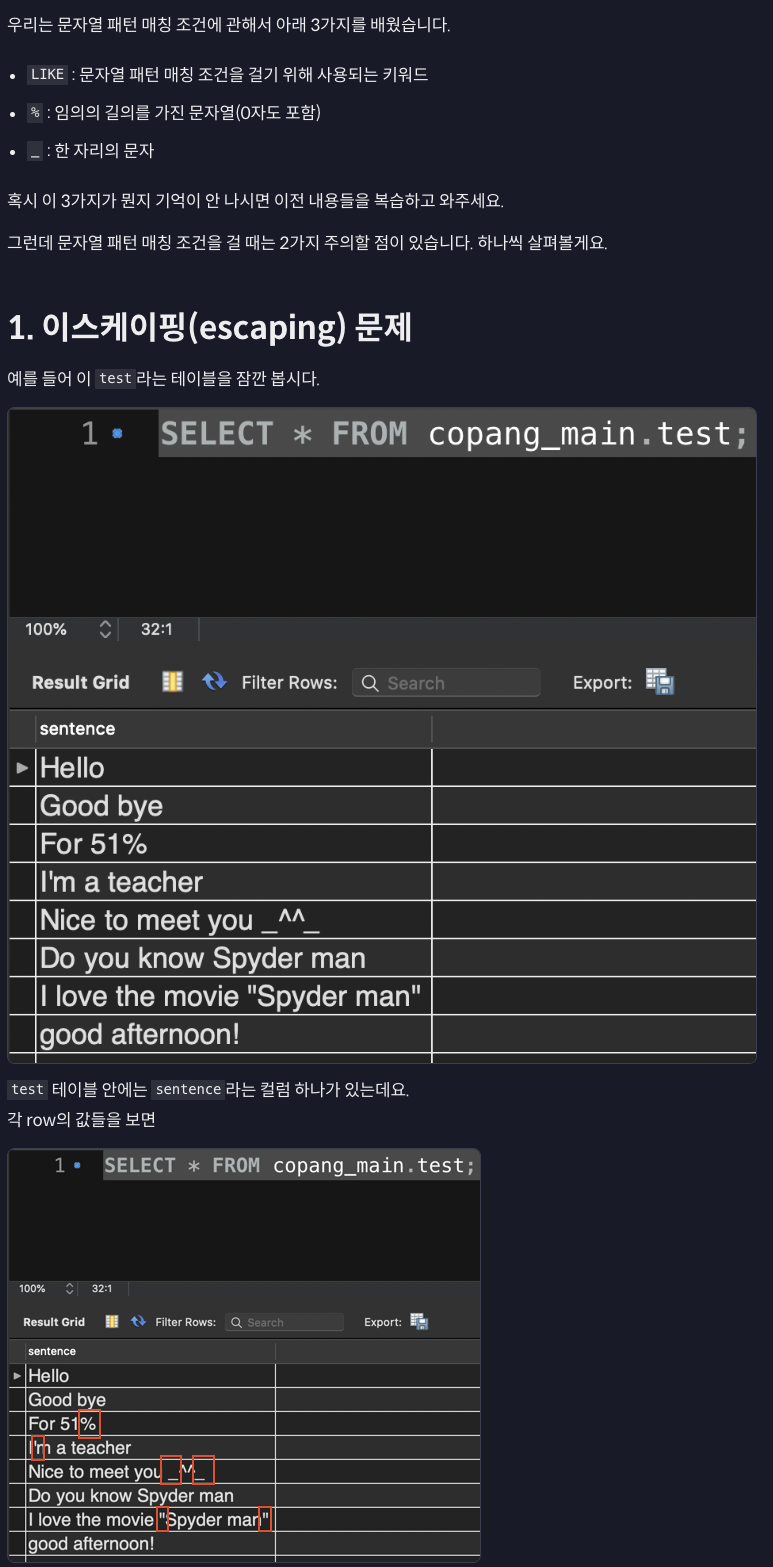 우리는 문자열 패턴 매칭 조건에 관해서 아래 3가지를 배웠습니다.
• LIKE : 문자열 패턴 매칭 조건을 걸기 위해 사용되는 키워드
• % : 임의의 길의를 가진 문자열(0자도 포함)
• _ : 한 자리의 문자
혹시 이 3가지가 뭔지 기억이 안 나시면 이전 내용들을 복습하고 와주세요.
그런데 문자열 패턴 매칭 조건을 걸 때는 2가지 주의할 점이 있습니다. 하나씩 살펴볼게요.
1. 이스케이핑(escaping) 문제
예를 들어 이 test라는 테이블을 잠깐 봅시다.
1 SELECT * FROM copang_main.test;
100% 32:1
Result Grid Filter Rows: Search Export:
sentence
Hello
Good bye
For 51%
I'm a teacher
Nice to meet you _^^_
Do you know Spyder man
I love the movie "Spyder man"
good afternoon!
test 테이블 안에는 sentence라는 컬럼 하나가 있는데요.
각 row의 값들을 보면
1 SELECT * FROM copang_main.test;
100% 32:1
Result Grid Filter Rows: Search Export:
sentence
Hello
Good bye
For 51%
I'm a teacher
Nice to meet you _^^_
Do you know Spyder man
I love the movie "Spyder man"
good afternoon!